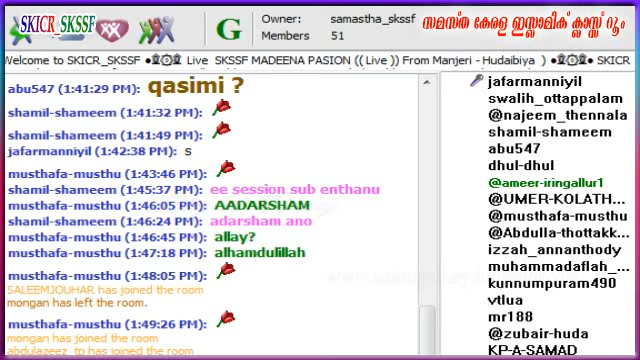 SKICR_SKSSF
G
Owner: samastha_skssf
Members 51
സമസ്ത കേരള ഇസ്ലാമിക് ക്ലാസ്സ് റൂം
Welcome to SKICR_SKSSF Live SKSSF MADEENA PASION ((Live)) From Manjeri - Hudaibiya ) SKICR
abu547 (1:41:29 PM): qasimi ?
shamil-shameem (1:41:32 PM):
shamil-shameem (1:41:49 PM):
jafarmanniyil (1:42:38 PM): s
musthafa-musthu (1:43:46 PM):
shamil-shameem (1:45:37 PM): ee session sub enthanu
musthafa-musthu (1:46:05 PM): AADARSHAM
shamil-shameem (1:46:24 PM): adarsham ano
musthafa-musthu (1:46:45 PM): allay?
musthafa-musthu (1:47:18 PM): alhamdulillah
musthafa-musthu (1:48:05 PM):
SALEEMJOUHAR has joined the room
mongan has left the room.
musthafa-musthu (1:49:26 PM):
mongan has joined the room
abdulazeez_tp has joined the room
jafarmanniyil
swalih_ottappalam
@najeem_thennala
shamil-shameem
abu547
dhul-dhul
@ameer-iringallur1
@UMER-KOLATH...
@musthafa-musthu
@Abdulla-thottakk...
izzah_annanthody
muhammadaflah_...
kunnumpuram490
vtlua
mr188
@zubair-huda
KP-A-SAMAD